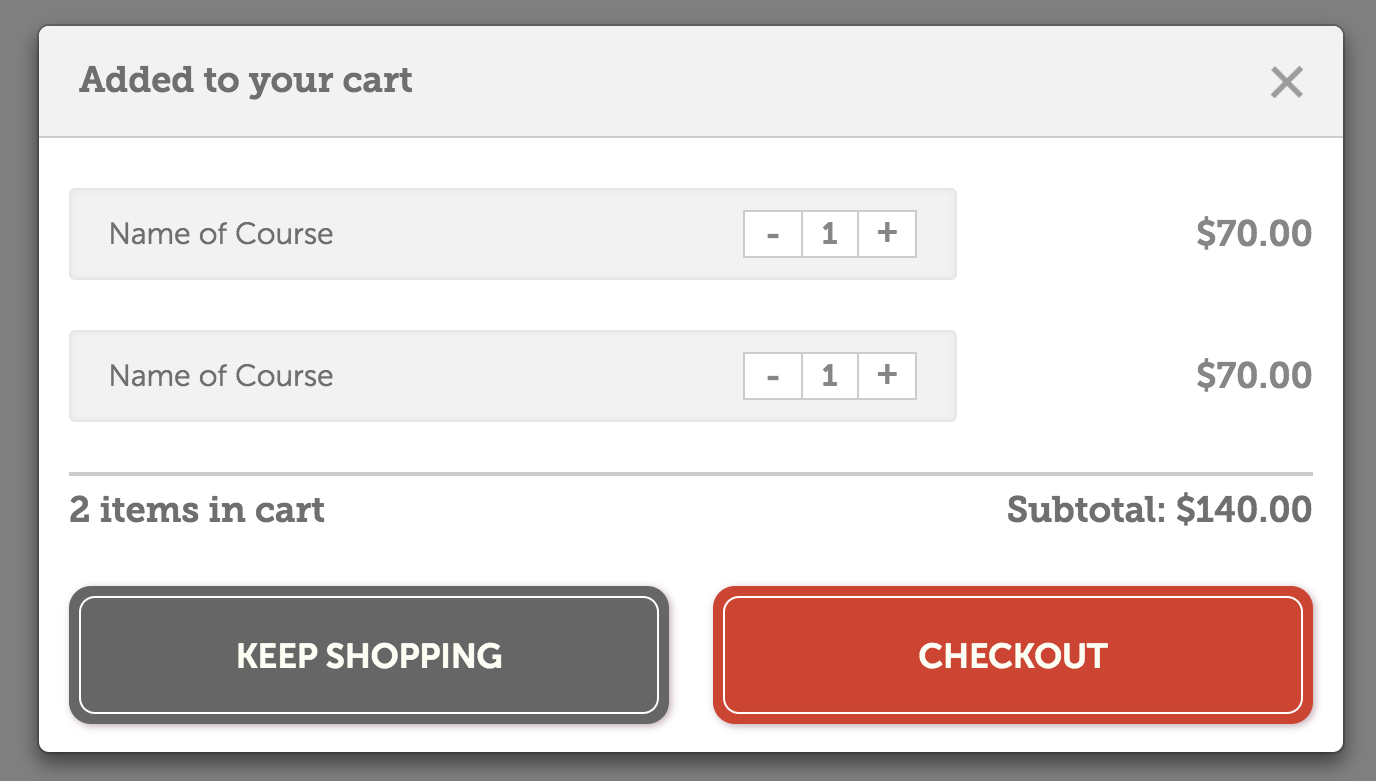 Added to your cart
Name of Course - 1 + $70.00
Name of Course - 1 + $70.00
2 items in cart Subtotal: $140.00
KEEP SHOPPING CHECKOUT